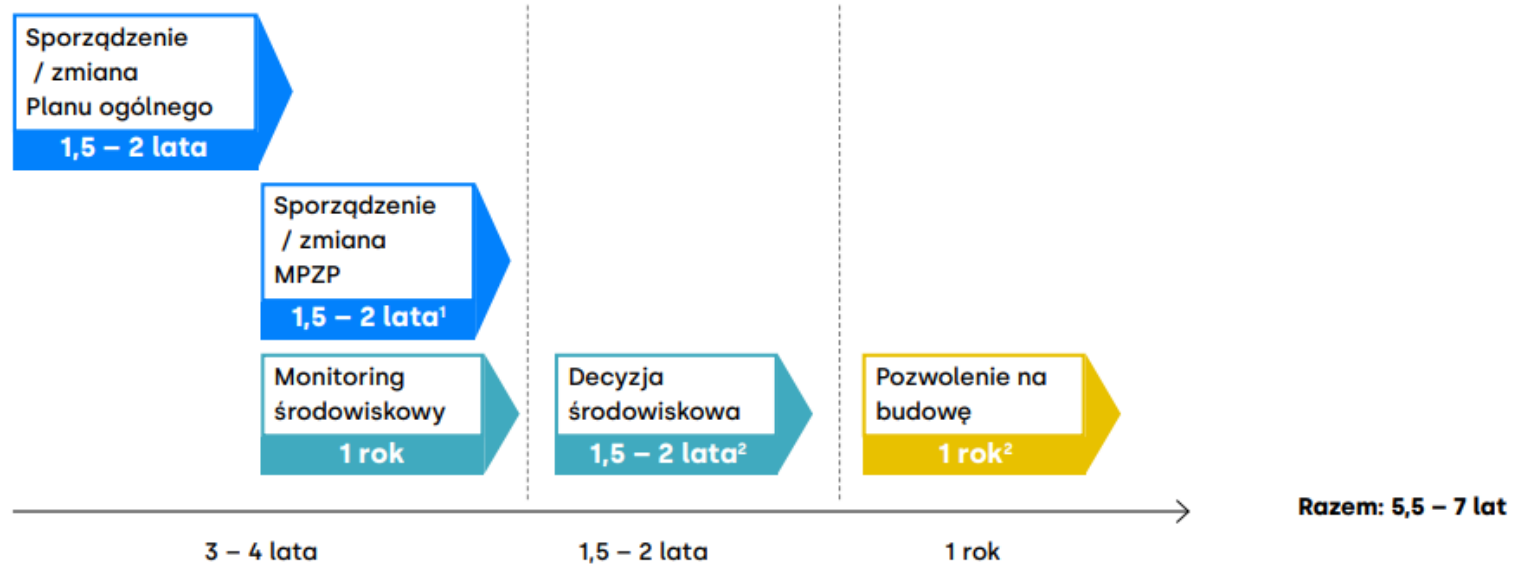 Sporządzenie
/ zmiana
Planu ogólnego
1,5 – 2 lata
Sporządzenie
/ zmiana
MPZP
1,5 – 2 lata¹
Monitoring
środowiskowy
1 rok
Decyzja
środowiskowa
1,5 – 2 lata²
Pozwolenie na
budowę
1 rok²
Razem: 5,5 – 7 lat
3 – 4 lata
1,5 – 2 lata
1 rok